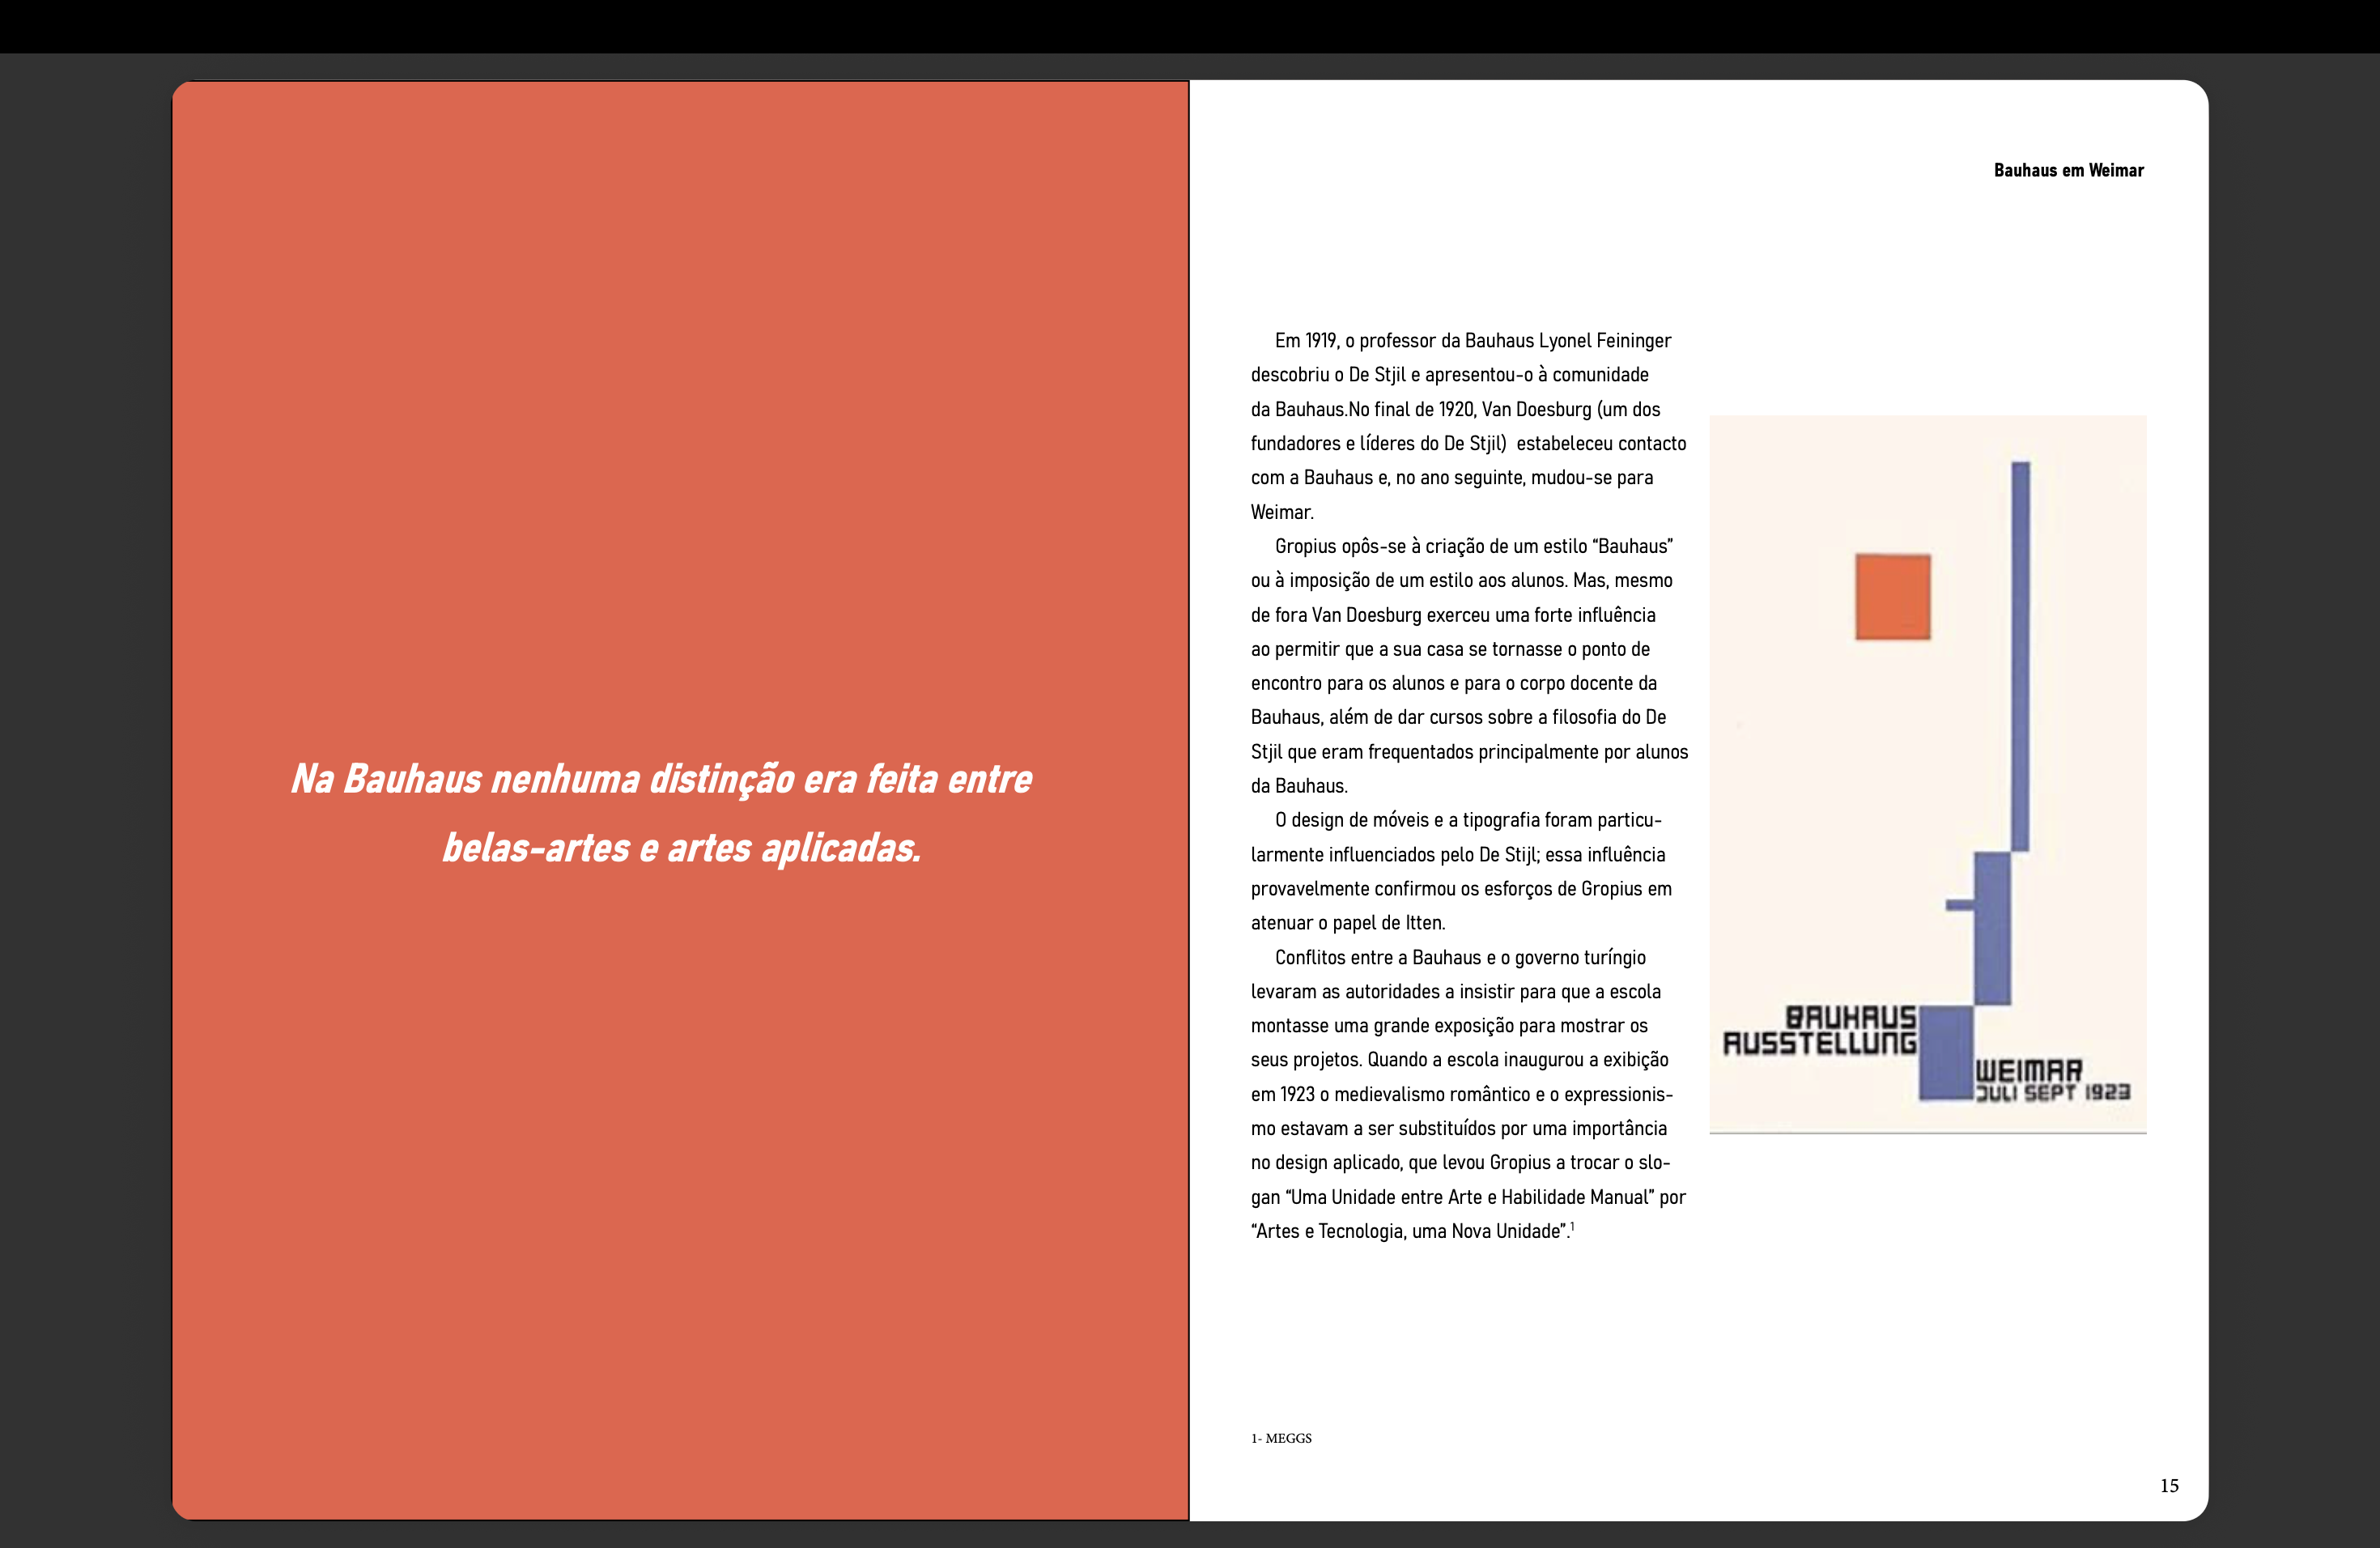 Na Bauhaus nenhuma distinção era feita entre
belas-artes e artes aplicadas.
Bauhaus em Weimar
Em 1919, o professor da Bauhaus Lyonel Feininger
descobriu o De Stjil e apresentou-o à comunidade
da Bauhaus.No final de 1920, Van Doesburg (um dos
fundadores e líderes do De Stjil)  estabeleceu contacto
com a Bauhaus e, no ano seguinte, mudou-se para
Weimar.
Gropius opôs-se à criação de um estilo “Bauhaus”
ou à imposição de um estilo aos alunos. Mas, mesmo
de fora Van Doesburg exerceu uma forte influência
ao permitir que a sua casa se tornasse o ponto de
encontro para os alunos e para o corpo docente da
Bauhaus, além de dar cursos sobre a filosofia do De
Stjil que eram frequentados principalmente por alunos
da Bauhaus.
O design de móveis e a tipografia foram particu-
larmente influenciados pelo De Stijl; essa influência
provavelmente confirmou os esforços de Gropius em
atenuar o papel de Itten.
Conflitos entre a Bauhaus e o governo turíngio
levaram as autoridades a insistir para que a escola
montasse uma grande exposição para mostrar os
seus projetos. Quando a escola inaugurou a exibição
em 1923 o medievalismo romântico e o expressionis-
mo estavam a ser substituídos por uma importância
no design aplicado, que levou Gropius a trocar o slo-
gan “Uma Unidade entre Arte e Habilidade Manual” por
“Artes e Tecnologia, uma Nova Unidade”.¹
BAUHAUS
AUSSTELLUNG
WEIMAR
JULI SEPT 1923
1- MEGGS
15